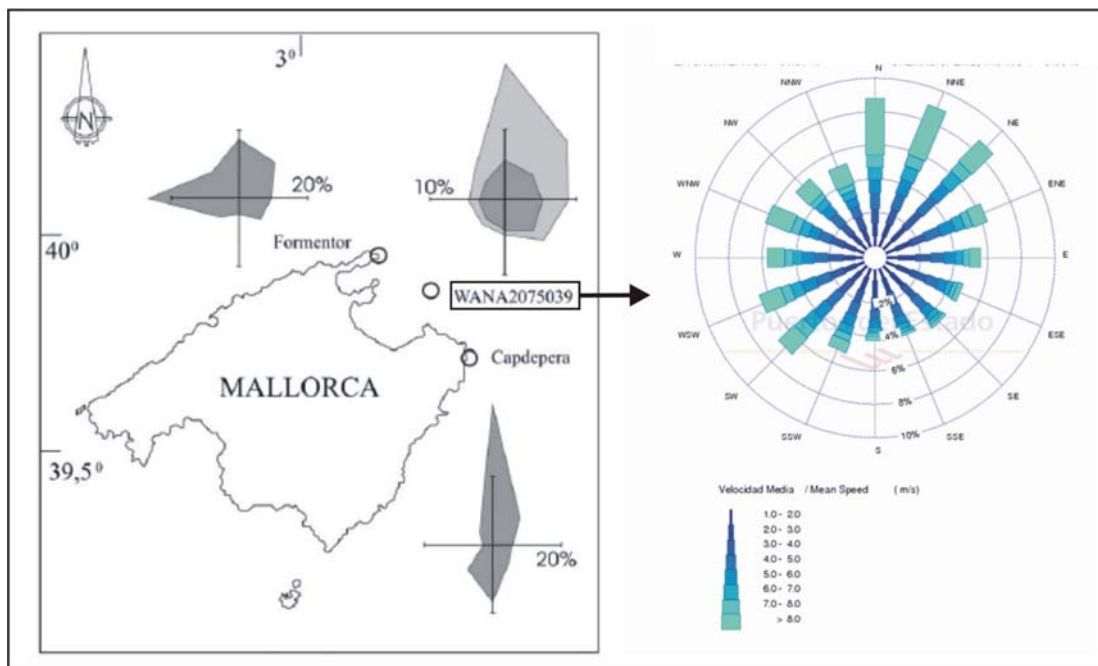 3⁰
N
20%
10%
40⁰
Formentor
WANA2075039
Capdepera
MALLORCA
39,5⁰
20%
N
NNW
NNE
NW
NE
WNW
ENE
W
E
WSW
ESE
SW
SE
SSW
SSE
S
2%
4%
6%
8%
10%
Velocidad Media / Mean Speed (m/s)
1.0 - 2.0
2.0 - 3.0
3.0 - 4.0
4.0 - 5.0
5.0 - 6.0
6.0 - 7.0
7.0 - 8.0
> 8.0